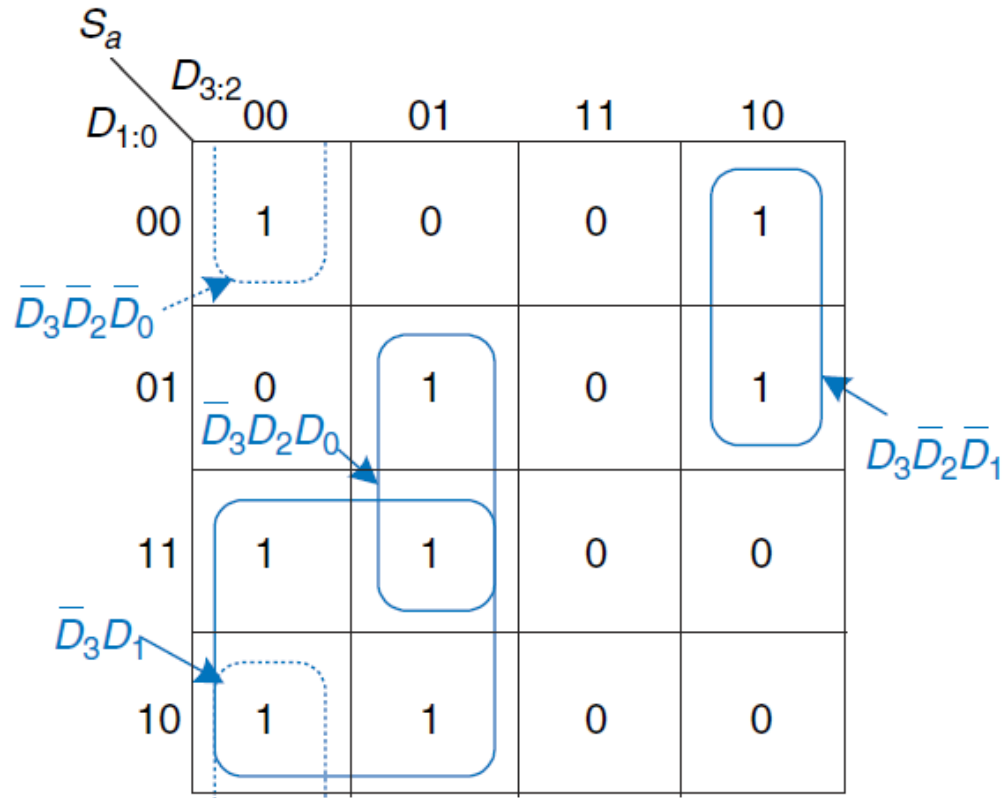 Sₐ
D₃:₂
D₁:₀ 00 01 11 10
00 1 0 0 1
D̅₃D̅₂D̅₀
01 0 1 0 1
D̅₃D₂D₀
D₃D̅₂D̅₁
11 1 1 0 0
D̅₃D₁
10 1 1 0 0